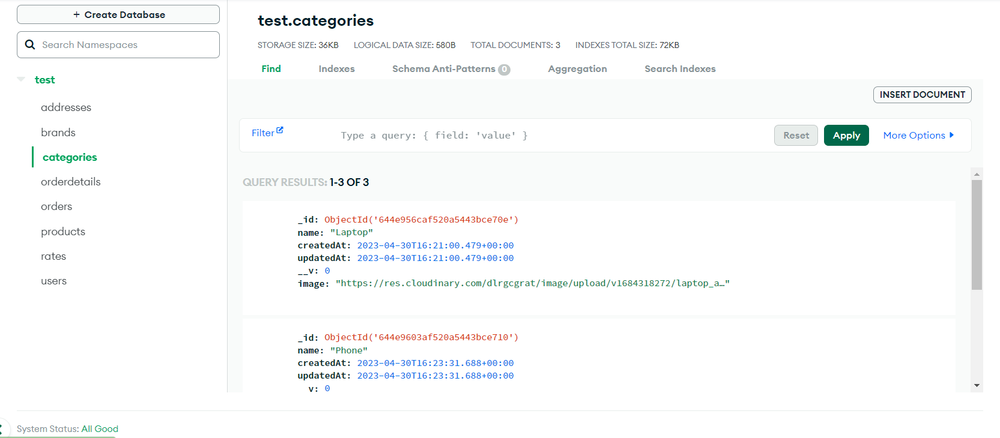 + Create Database
Search Namespaces
test
addresses
brands
categories
orderdetails
orders
products
rates
users
test.categories
STORAGE SIZE: 36KB LOGICAL DATA SIZE: 580B TOTAL DOCUMENTS: 3 INDEXES TOTAL SIZE: 72KB
Find Indexes Schema Anti-Patterns 0 Aggregation Search Indexes
INSERT DOCUMENT
Filter Type a query: { field: 'value' } Reset Apply More Options
QUERY RESULTS: 1-3 OF 3
_id: ObjectId('644e956caf520a5443bce70e')
name: "Laptop"
createdAt: 2023-04-30T16:21:00.479+00:00
updatedAt: 2023-04-30T16:21:00.479+00:00
__v: 0
image: "https://res.cloudinary.com/dlrgcgrat/image/upload/v1684318272/laptop_a…"
_id: ObjectId('644e9603af520a5443bce710')
name: "Phone"
createdAt: 2023-04-30T16:23:31.688+00:00
updatedAt: 2023-04-30T16:23:31.688+00:00
v: 0
System Status: All Good